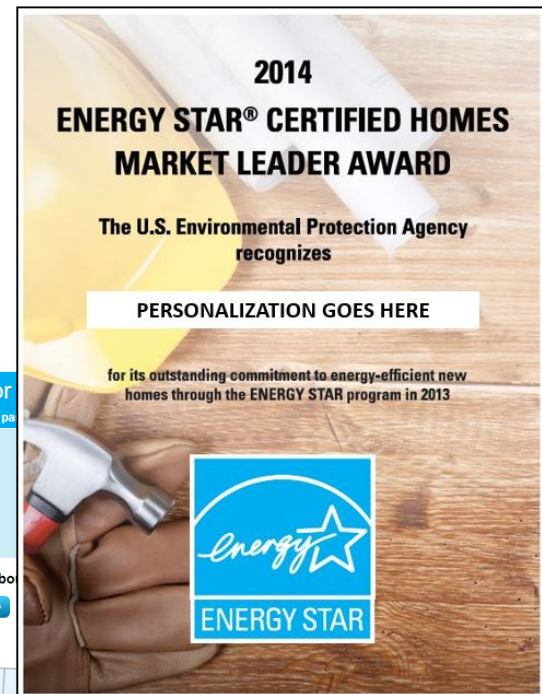 2014
ENERGY STAR® CERTIFIED HOMES
MARKET LEADER AWARD
The U.S. Environmental Protection Agency
recognizes
PERSONALIZATION GOES HERE
for its outstanding commitment to energy-efficient new
homes through the ENERGY STAR program in 2013
energy
ENERGY STAR